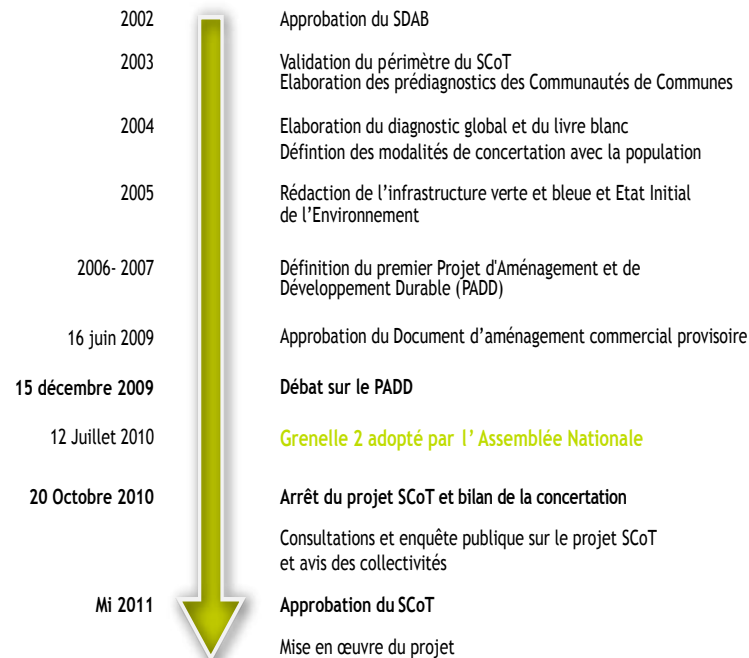 2002 Approbation du SDAB
2003 Validation du périmètre du SCoT
Elaboration des prédiagnostics des Communautés de Communes
2004 Elaboration du diagnostic global et du livre blanc
Défintion des modalités de concertation avec la population
2005 Rédaction de l’infrastructure verte et bleue et Etat Initial
de l’Environnement
2006- 2007 Définition du premier Projet d'Aménagement et de
Développement Durable (PADD)
16 juin 2009 Approbation du Document d’aménagement commercial provisoire
15 décembre 2009 Débat sur le PADD
12 Juillet 2010 Grenelle 2 adopté par l’ Assemblée Nationale
20 Octobre 2010 Arrêt du projet SCoT et bilan de la concertation
Consultations et enquête publique sur le projet SCoT
et avis des collectivités
Mi 2011 Approbation du SCoT
Mise en œuvre du projet